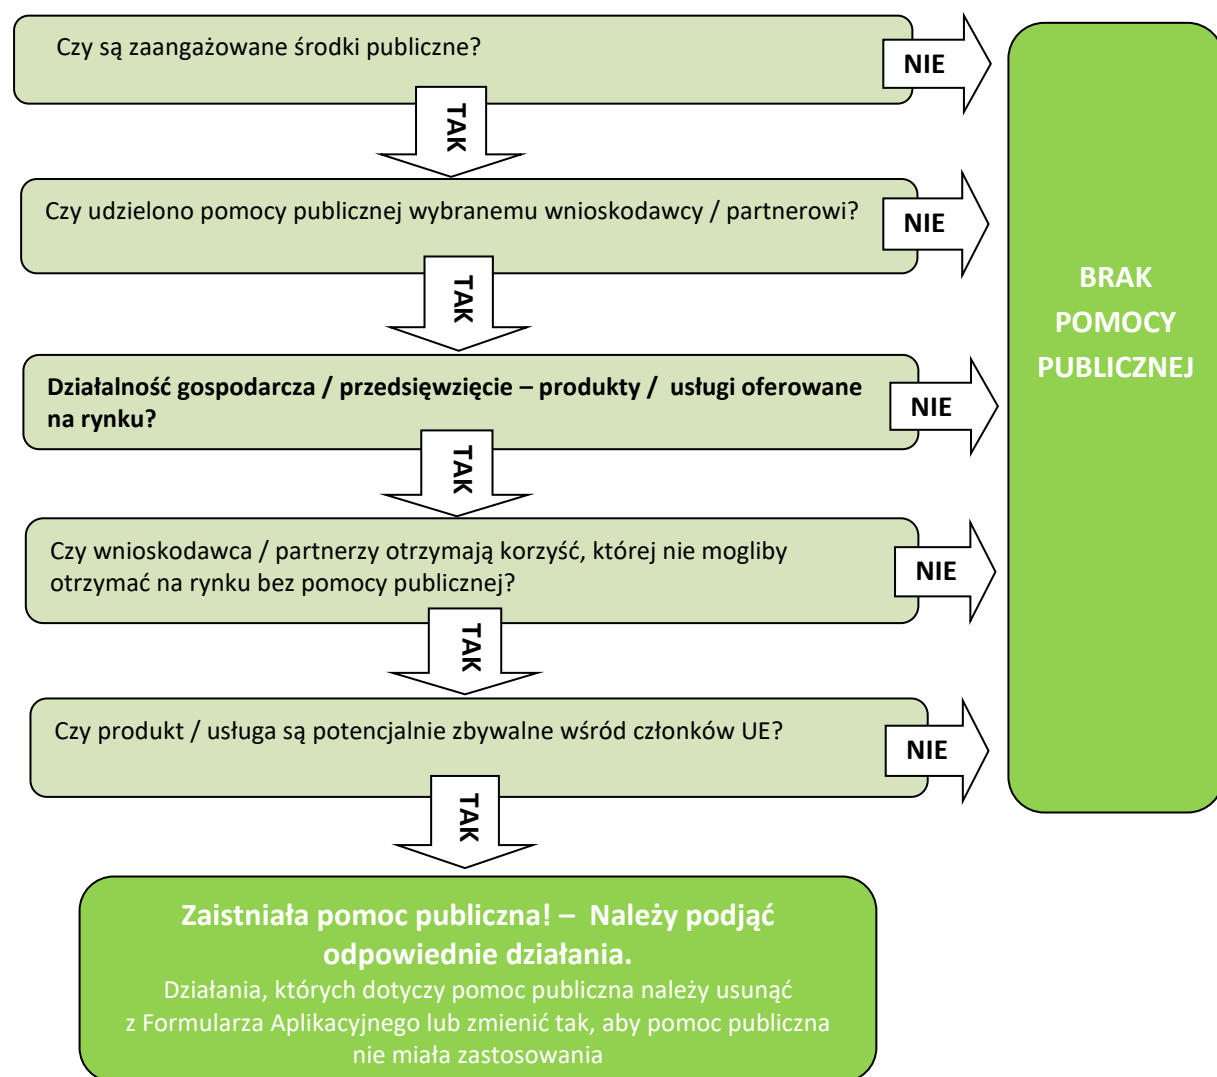 Czy są zaangażowane środki publiczne?
NIE
TAK
Czy udzielono pomocy publicznej wybranemu wnioskodawcy / partnerowi?
NIE
TAK
BRAK
POMOCY
PUBLICZNEJ
Działalność gospodarcza / przedsięwzięcie – produkty / usługi oferowane
na rynku?
NIE
TAK
Czy wnioskodawca / partnerzy otrzymają korzyść, której nie mogliby
otrzymać na rynku bez pomocy publicznej?
NIE
TAK
Czy produkt / usługa są potencjalnie zbywalne wśród członków UE?
NIE
TAK
Zaistniała pomoc publiczna! – Należy podjąć
odpowiednie działania.
Działania, których dotyczy pomoc publiczna należy usunąć
z Formularza Aplikacyjnego lub zmienić tak, aby pomoc publiczna
nie miała zastosowania